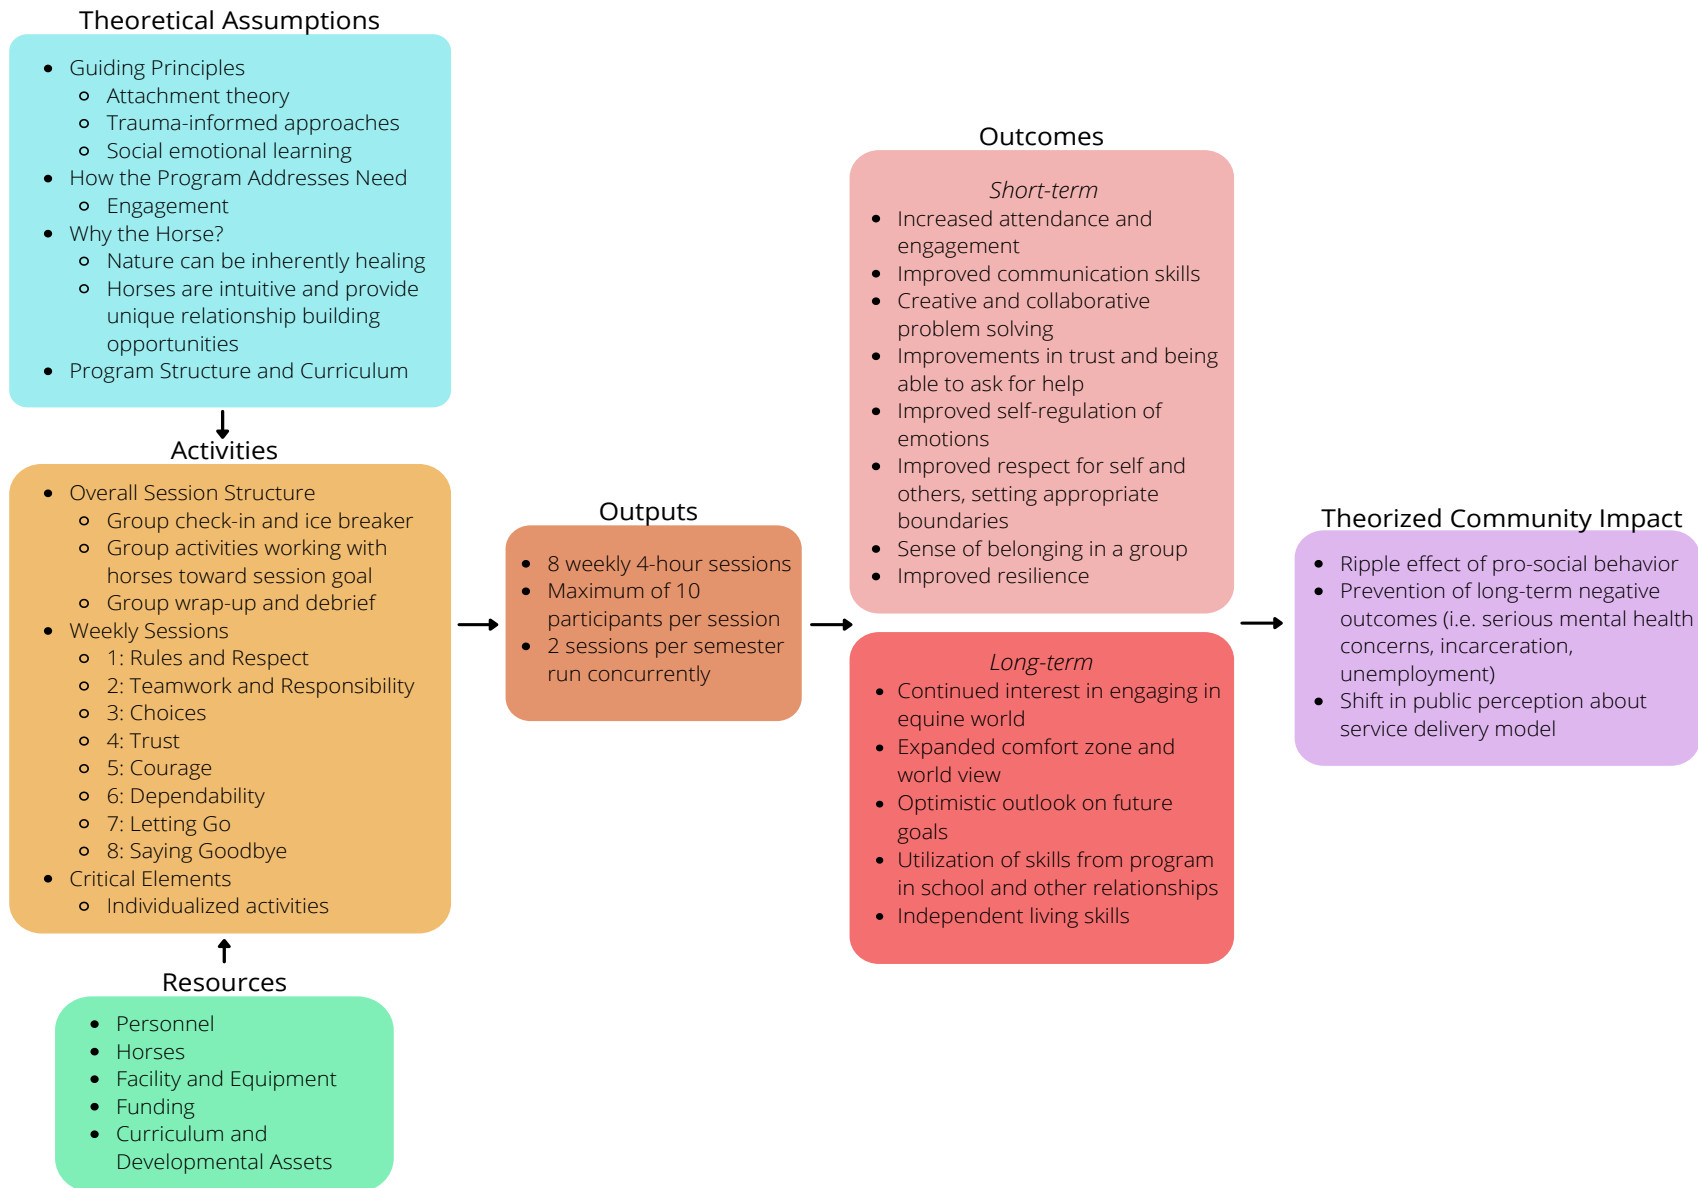 Theoretical Assumptions
• Guiding Principles
o Attachment theory
o Trauma-informed approaches
o Social emotional learning
• How the Program Addresses Need
o Engagement
• Why the Horse?
o Nature can be inherently healing
o Horses are intuitive and provide
unique relationship building
opportunities
• Program Structure and Curriculum
Activities
• Overall Session Structure
o Group check-in and ice breaker
o Group activities working with
horses toward session goal
o Group wrap-up and debrief
• Weekly Sessions
o 1: Rules and Respect
o 2: Teamwork and Responsibility
o 3: Choices
o 4: Trust
o 5: Courage
o 6: Dependability
o 7: Letting Go
o 8: Saying Goodbye
• Critical Elements
o Individualized activities
Resources
• Personnel
• Horses
• Facility and Equipment
• Funding
• Curriculum and
Developmental Assets
Outputs
• 8 weekly 4-hour sessions
• Maximum of 10
participants per session
• 2 sessions per semester
run concurrently
Outcomes
Short-term
• Increased attendance and
engagement
• Improved communication skills
• Creative and collaborative
problem solving
• Improvements in trust and being
able to ask for help
• Improved self-regulation of
emotions
• Improved respect for self and
others, setting appropriate
boundaries
• Sense of belonging in a group
• Improved resilience
Long-term
• Continued interest in engaging in
equine world
• Expanded comfort zone and
world view
• Optimistic outlook on future
goals
• Utilization of skills from program
in school and other relationships
• Independent living skills
Theorized Community Impact
• Ripple effect of pro-social behavior
• Prevention of long-term negative
outcomes (i.e. serious mental health
concerns, incarceration,
unemployment)
• Shift in public perception about
service delivery model